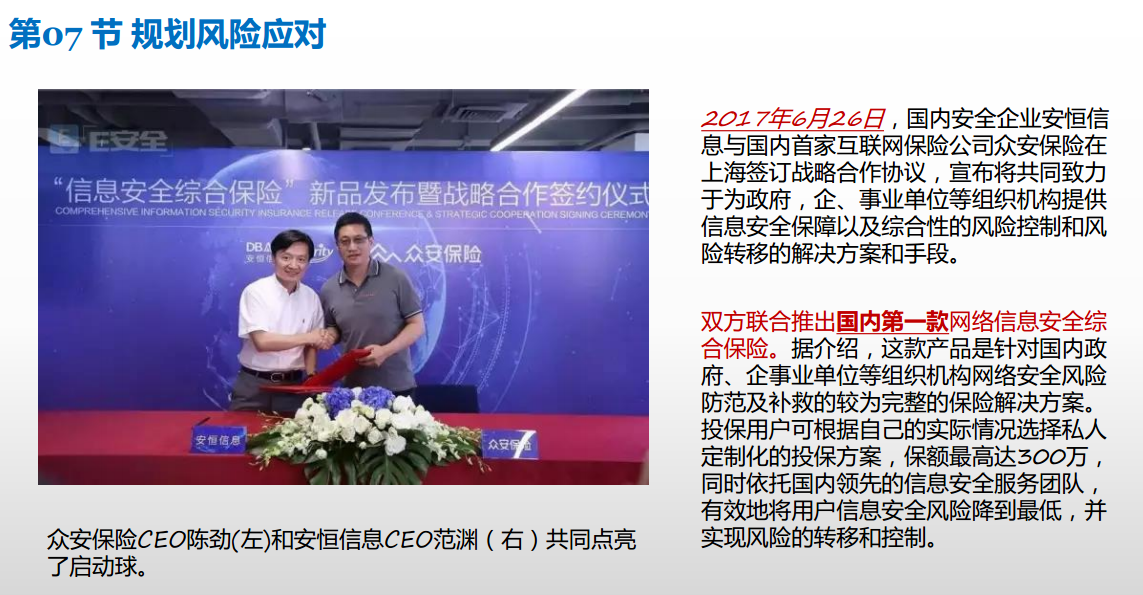 第07 节 规划风险应对
E安全
“信息安全综合保险”新品发布暨战略合作签约仪式
COMPREHENSIVE INFORMATION SECURITY INSURANCE RELEASE CONFERENCE & STRATEGIC COOPERATION SIGNING CEREMONY
众安保险
安恒信息
众安保险
众安保险CEO陈劲(左)和安恒信息CEO范渊（右）共同点亮
了启动球。
2017年6月26日，国内安全企业安恒信
息与国内首家互联网保险公司众安保险在
上海签订战略合作协议，宣布将共同致力
于为政府，企、事业单位等组织机构提供
信息安全保障以及综合性的风险控制和风
险转移的解决方案和手段。
双方联合推出国内第一款网络信息安全综
合保险。据介绍，这款产品是针对国内政
府、企事业单位等组织机构网络安全风险
防范及补救的较为完整的保险解决方案。
投保用户可根据自己的实际情况选择私人
定制化的投保方案，保额最高达300万，
同时依托国内领先的信息安全服务团队，
有效地将用户信息安全风险降到最低，并
实现风险的转移和控制。